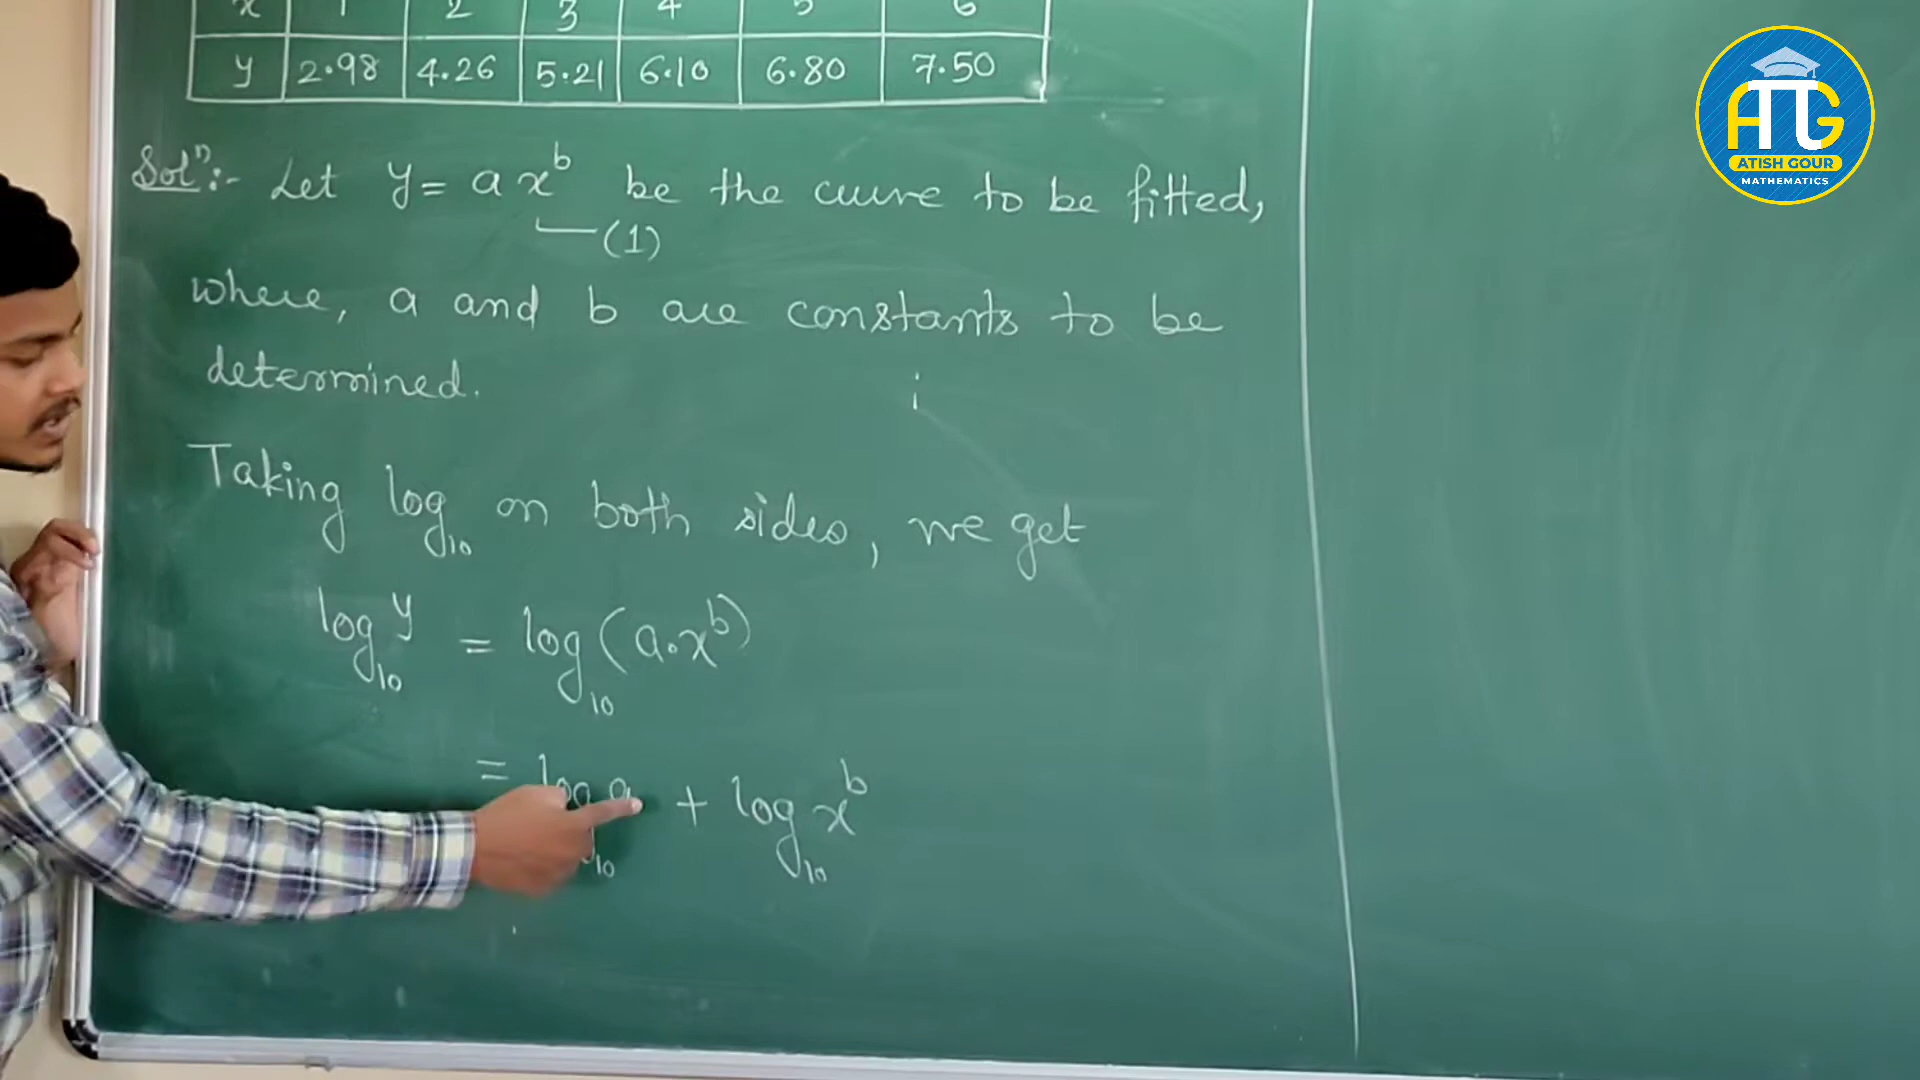 x 1 2 3 4 5 6
y 2.98 4.26 5.21 6.10 6.80 7.50
Solⁿ:- Let y = a x^b be the curve to be fitted,
(1)
where, a and b are constants to be
determined.
Taking log₁₀ on both sides, we get
log₁₀ y = log₁₀ (a.x^b)
= log₁₀ a + log₁₀ x^b
ATG
ATISH GOUR
MATHEMATICS